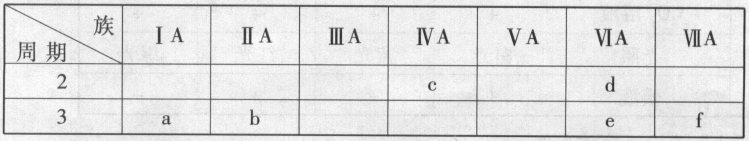 族
周期 ⅠA ⅡA ⅢA ⅣA ⅤA ⅥA ⅦA
2 c d
3 a b e f